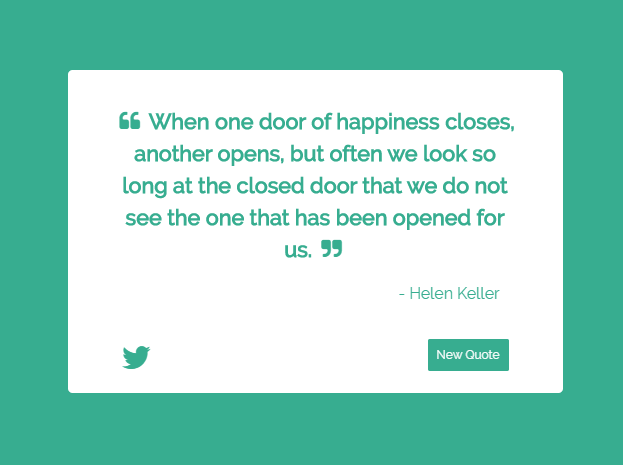 “ When one door of happiness closes,
another opens, but often we look so
long at the closed door that we do not
see the one that has been opened for
us. ”
- Helen Keller
New Quote